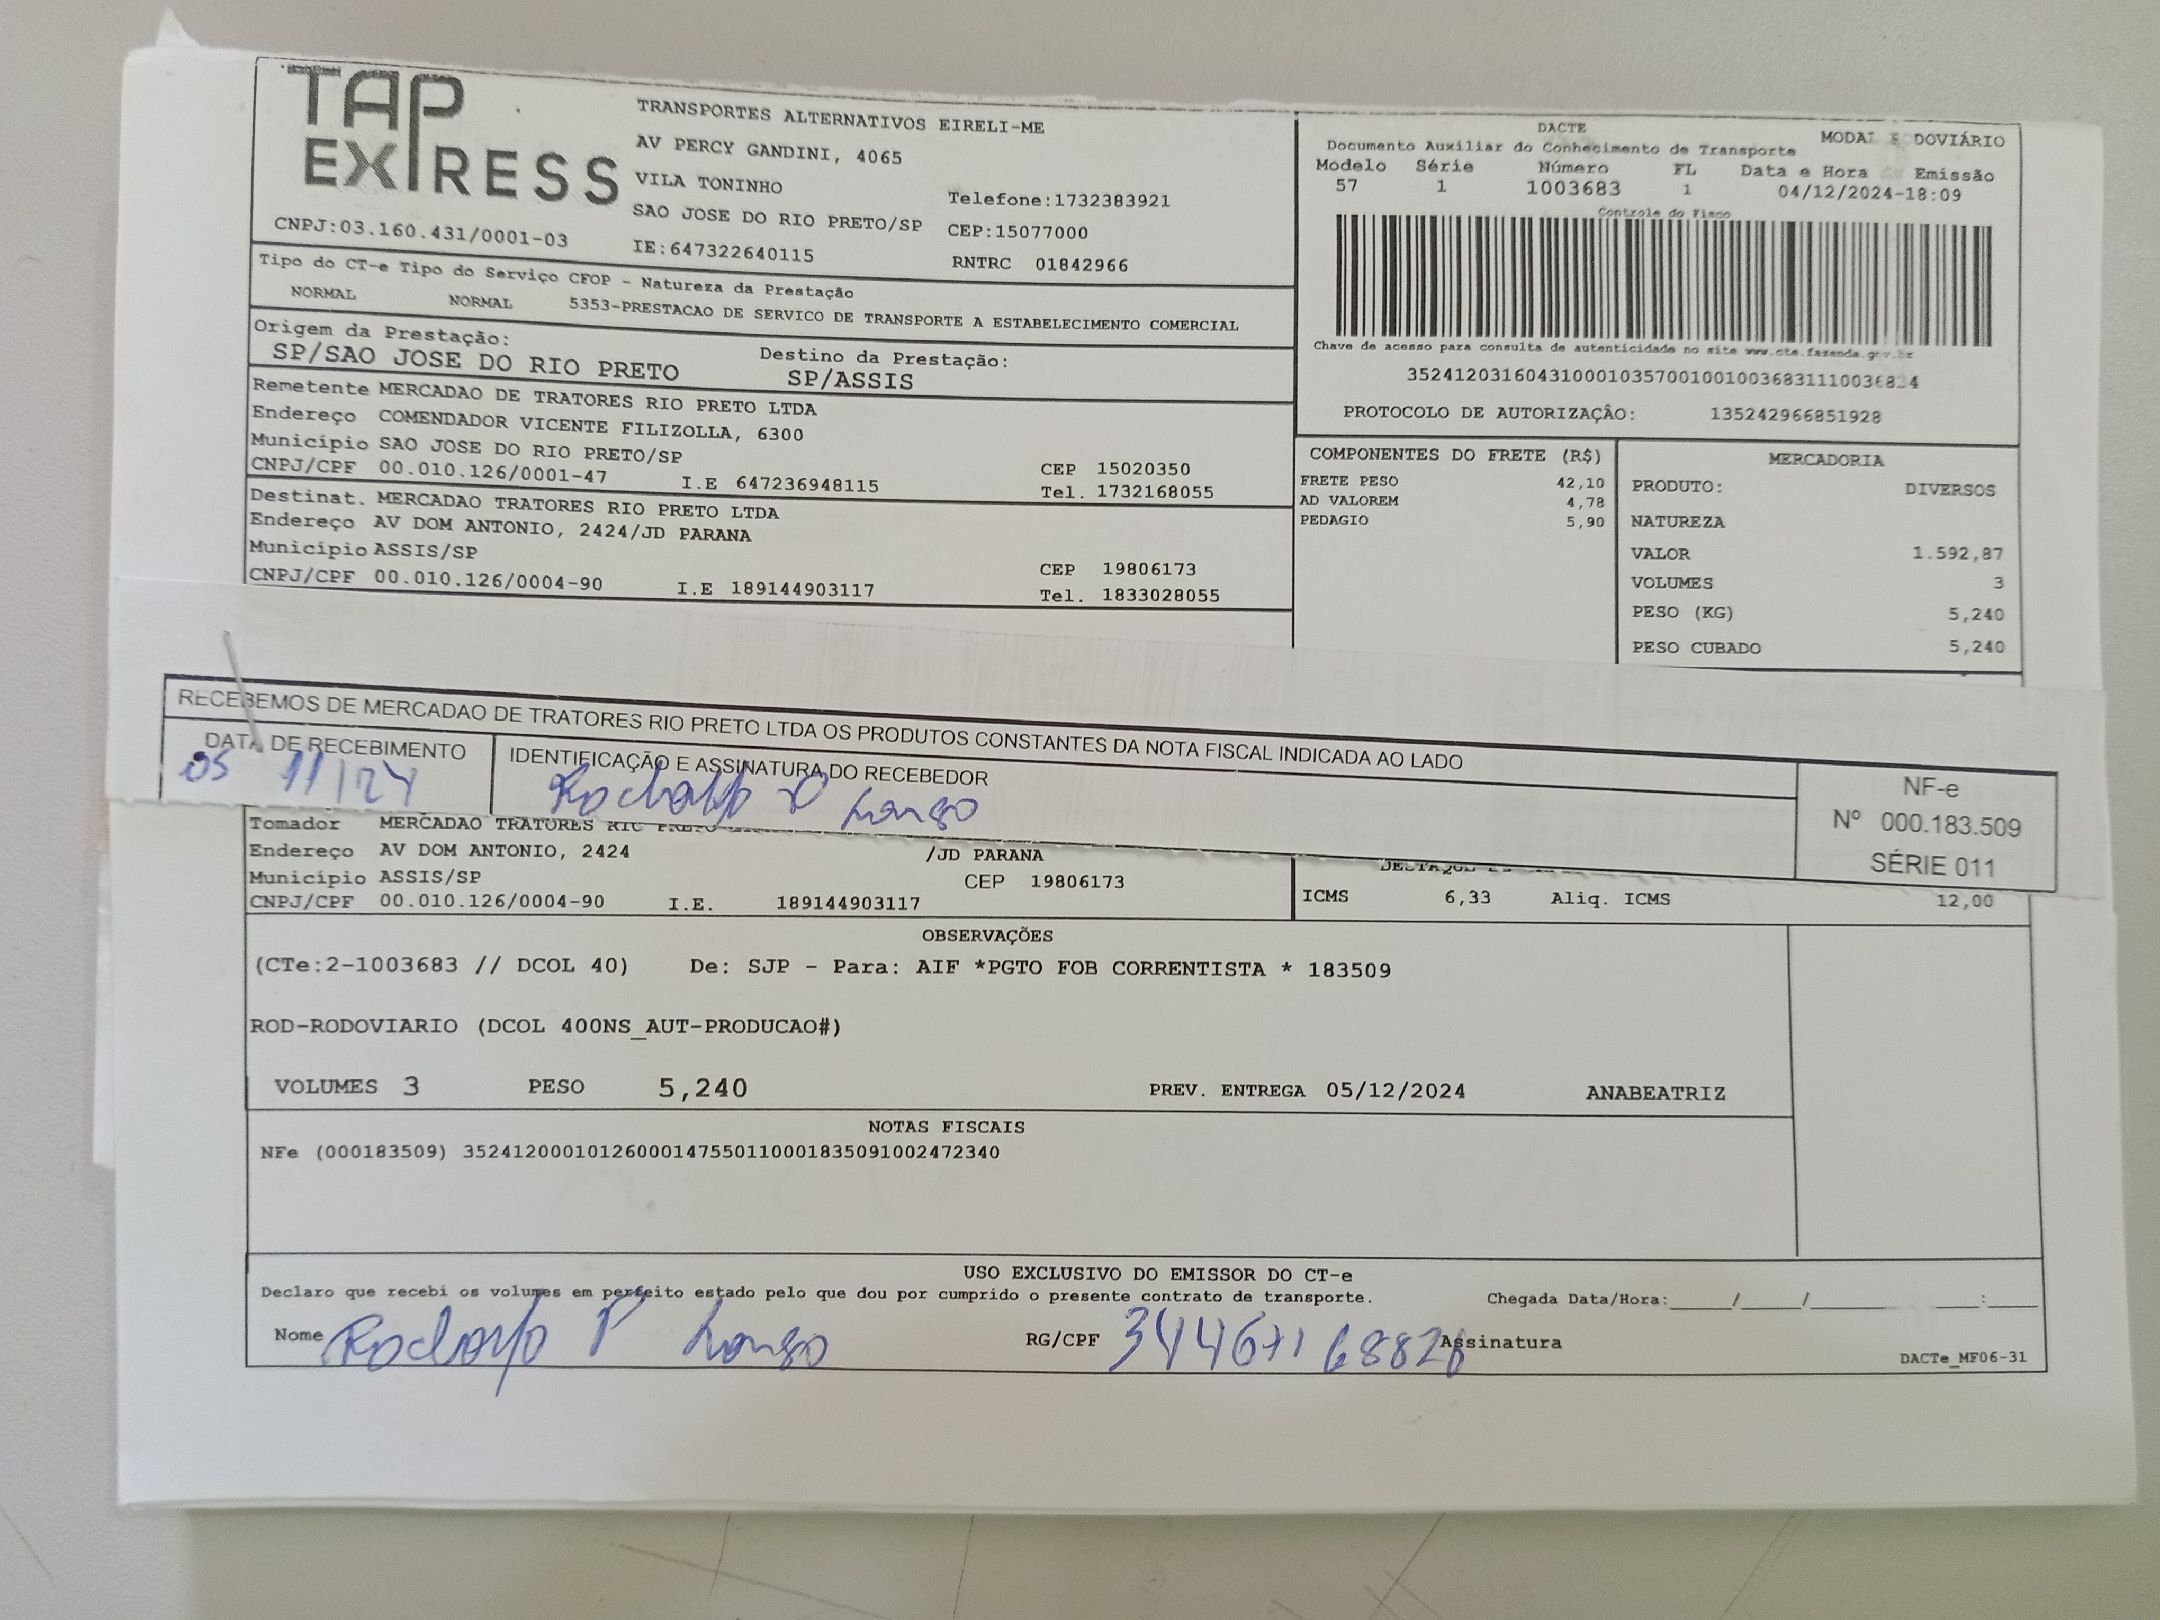 TAP
EXPRESS
TRANSPORTES ALTERNATIVOS EIRELI-ME
AV PERCY GANDINI, 4065
VILA TONINHO
Telefone:1732383921
SAO JOSE DO RIO PRETO/SP CEP:15077000
CNPJ:03.160.431/0001-03 IE:647322640115 RNTRC 01842966
DACTE MODAL DOVIÁRIO
Documento Auxiliar do Conhecimento de Transporte
Modelo Série Número FL Data e Hora Emissão
57 1 1003683 1 04/12/2024-18:09
Controle do Fisco
Chave de acesso para consulta de autenticidade no site www.cte.fazenda.gov.br
35241203160431000103570010010036831110036834
PROTOCOLO DE AUTORIZAÇÃO: 135242966851928
Tipo do CT-e Tipo do Serviço CFOP - Natureza da Prestação
NORMAL NORMAL 5353-PRESTACAO DE SERVICO DE TRANSPORTE A ESTABELECIMENTO COMERCIAL
Origem da Prestação: Destino da Prestação:
SP/SAO JOSE DO RIO PRETO SP/ASSIS
Remetente MERCADAO DE TRATORES RIO PRETO LTDA
Endereço COMENDADOR VICENTE FILIZOLLA, 6300
Município SAO JOSE DO RIO PRETO/SP CEP 15020350
CNPJ/CPF 00.010.126/0001-47 I.E 647236948115 Tel. 1732168055
Destinat. MERCADAO TRATORES RIO PRETO LTDA
Endereço AV DOM ANTONIO, 2424/JD PARANA
Município ASSIS/SP CEP 19806173
CNPJ/CPF 00.010.126/0004-90 I.E 189144903117 Tel. 1833028055
COMPONENTES DO FRETE (R$)
FRETE PESO 42,10
AD VALOREM 4,78
PEDAGIO 5,90
MERCADORIA
PRODUTO: DIVERSOS
NATUREZA
VALOR 1.592,87
VOLUMES 3
PESO (KG) 5,240
PESO CUBADO 5,240
RECEBEMOS DE MERCADAO DE TRATORES RIO PRETO LTDA OS PRODUTOS CONSTANTES DA NOTA FISCAL INDICADA AO LADO
DATA DE RECEBIMENTO IDENTIFICAÇÃO E ASSINATURA DO RECEBEDOR
05 11/24
NF-e
Nº 000.183.509
SÉRIE 011
Tomador MERCADAO TRATORES RIO PRETO
Endereço AV DOM ANTONIO, 2424 /JD PARANA
Município ASSIS/SP CEP 19806173
CNPJ/CPF 00.010.126/0004-90 I.E. 189144903117
ICMS 6,33 Aliq. ICMS 12,00
OBSERVAÇÕES
(CTe:2-1003683 // DCOL 40) De: SJP - Para: AIF *PGTO FOB CORRENTISTA * 183509
ROD-RODOVIARIO (DCOL 400NS_AUT-PRODUCAO#)
VOLUMES 3 PESO 5,240 PREV. ENTREGA 05/12/2024 ANABEATRIZ
NOTAS FISCAIS
NFe (000183509) 35241200010126000147550110001835091002472340
USO EXCLUSIVO DO EMISSOR DO CT-e
Declaro que recebi os volumes em perfeito estado pelo que dou por cumprido o presente contrato de transporte. Chegada Data/Hora:_____/_____/_______ ____:____
Nome RG/CPF Assinatura
DACTe_MF06-31